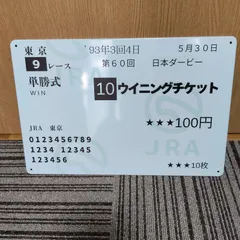 東京 '93年3回4日 5月30日
9レース 第60回 日本ダービー
単勝式
WIN
10ウイニングチケット
★★★100円
JRA 東京
0123456789
1234 12345
123456
JRA
★★★10枚